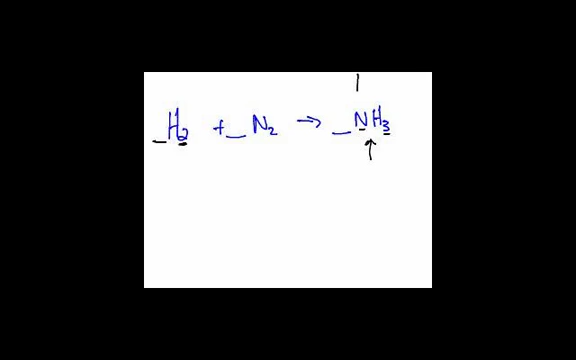 _H₂ + _N₂ → _NH₃